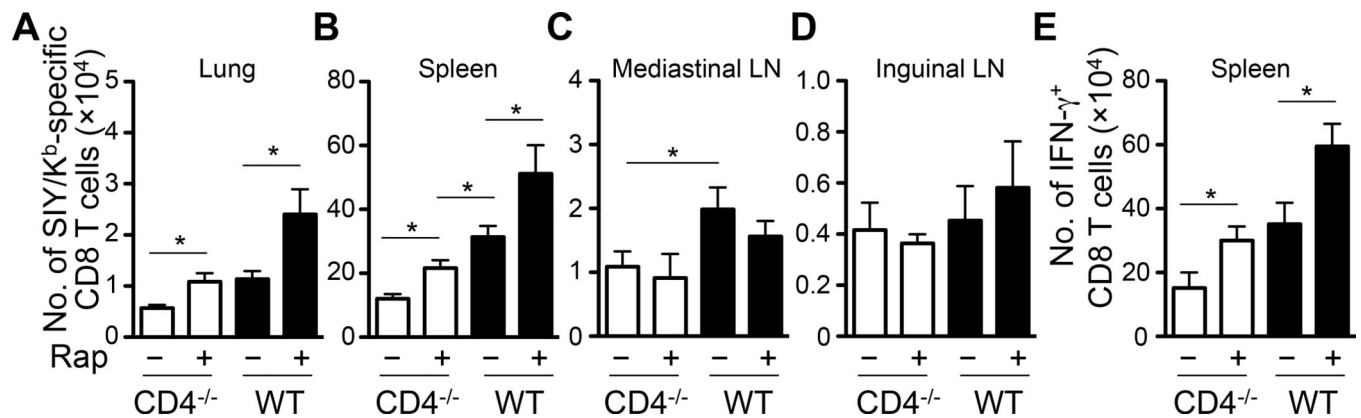 A B C D E
Lung
Spleen
Mediastinal LN
Inguinal LN
Spleen
No. of SIY/Kᵇ-specific
CD8 T cells (×10⁴)
5
4
3
2
1
0
80
60
40
20
0
4
3
2
1
0
1.0
0.8
0.6
0.4
0.2
0
No. of IFN-γ⁺
CD8 T cells (×10⁴)
80
60
40
20
0
* *
* * * *
*
* *
Rap − + − + − + − + − + − + − + − + − + − +
CD4⁻/⁻ WT CD4⁻/⁻ WT CD4⁻/⁻ WT CD4⁻/⁻ WT CD4⁻/⁻ WT